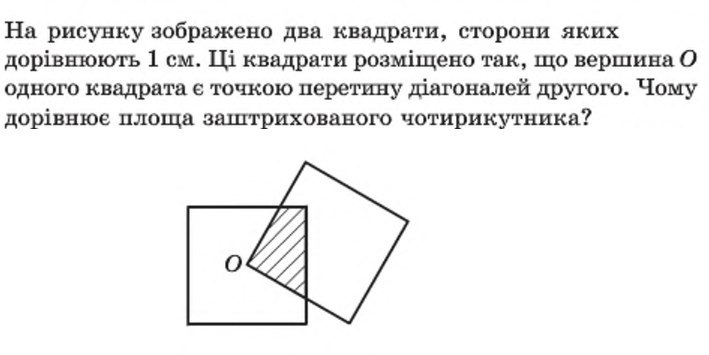 На рисунку зображено два квадрати, сторони яких
дорівнюють 1 см. Ці квадрати розміщено так, що вершина O
одного квадрата є точкою перетину діагоналей другого. Чому
дорівнює площа заштрихованого чотирикутника?
O